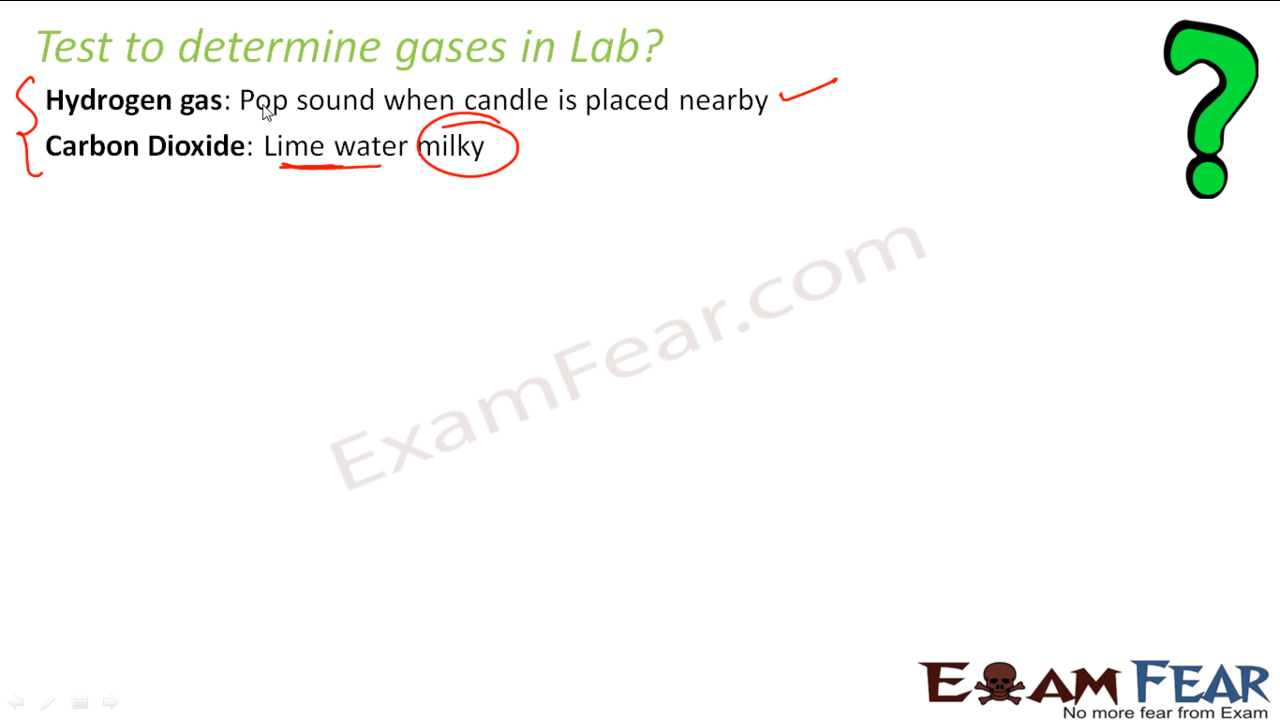 Test to determine gases in Lab?
Hydrogen gas: Pop sound when candle is placed nearby
Carbon Dioxide: Lime water milky
ExamFear.com
EXAM FEAR
No more fear from Exam